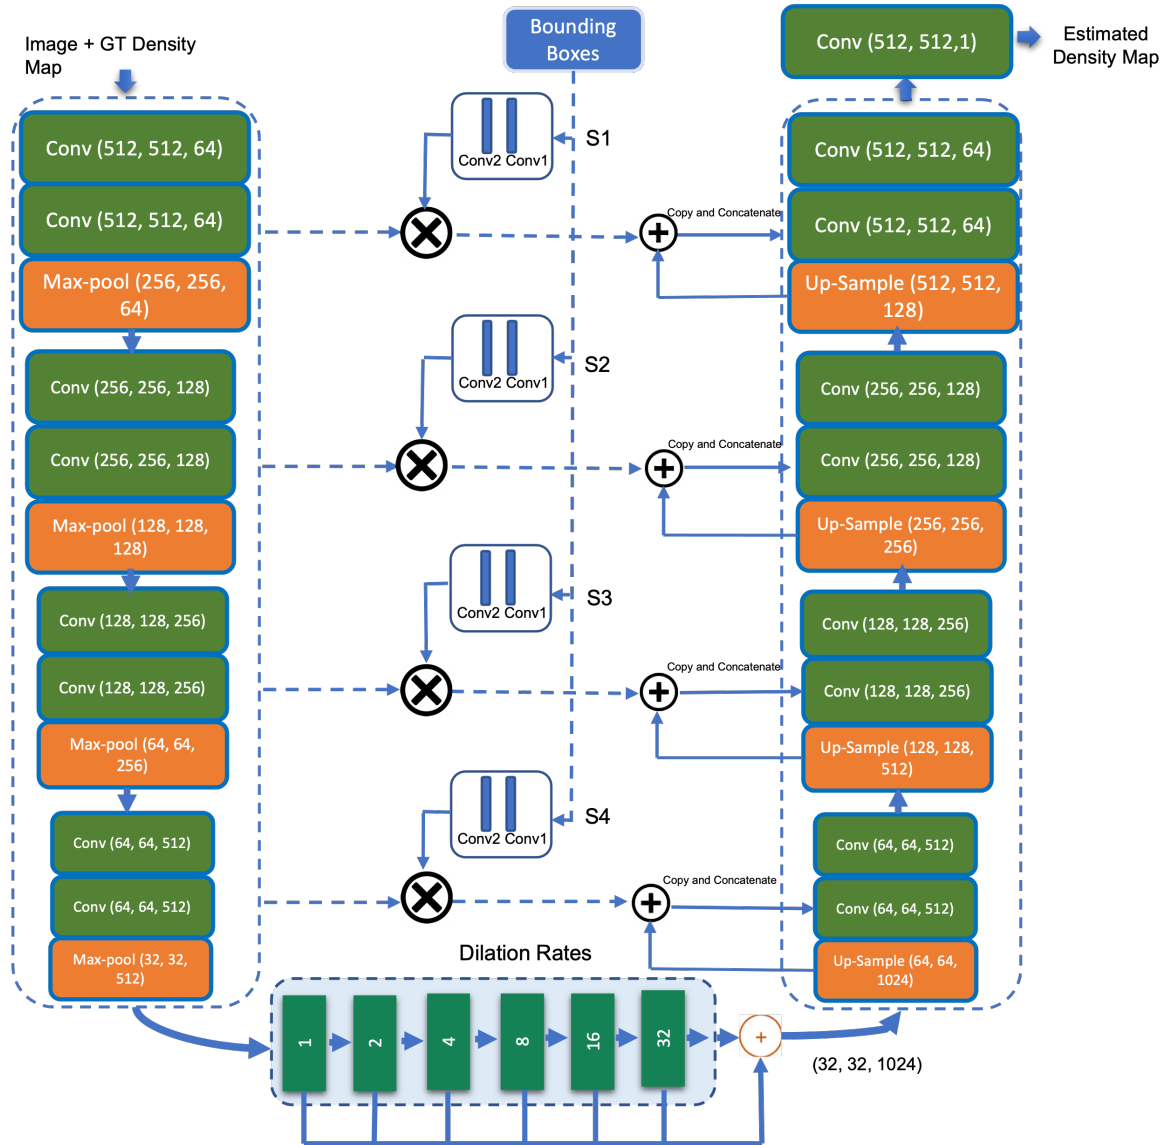 Image + GT Density
Map
Conv (512, 512, 64)
Conv (512, 512, 64)
Max-pool (256, 256,
64)
Conv (256, 256, 128)
Conv (256, 256, 128)
Max-pool (128, 128,
128)
Conv (128, 128, 256)
Conv (128, 128, 256)
Max-pool (64, 64,
256)
Conv (64, 64, 512)
Conv (64, 64, 512)
Max-pool (32, 32,
512)
Bounding
Boxes
Conv2 Conv1
S1
Conv2 Conv1
S2
Conv2 Conv1
S3
Conv2 Conv1
S4
Copy and Concatenate
Copy and Concatenate
Copy and Concatenate
Copy and Concatenate
Dilation Rates
1
2
4
8
16
32
(32, 32, 1024)
Conv (512, 512,1)
Estimated
Density Map
Conv (512, 512, 64)
Conv (512, 512, 64)
Up-Sample (512, 512,
128)
Conv (256, 256, 128)
Conv (256, 256, 128)
Up-Sample (256, 256,
256)
Conv (128, 128, 256)
Conv (128, 128, 256)
Up-Sample (128, 128,
512)
Conv (64, 64, 512)
Conv (64, 64, 512)
Up-Sample (64, 64,
1024)